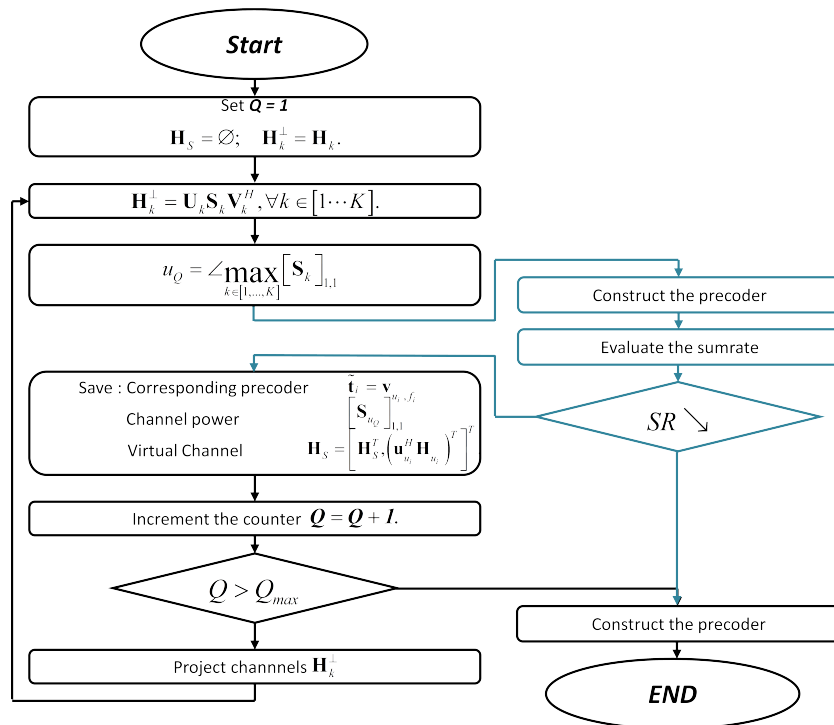 Start
Set Q = 1
H_S = ∅; H_k^⊥ = H_k.
H_k^⊥ = U_k S_k V_k^H, ∀k ∈ [1⋯K].
u_Q = ∠ max_{k∈[1,...,K]} [S_k]_{1,1}
Construct the precoder
Evaluate the sumrate
SR ↘
Save : Corresponding precoder t̃_i = v_{u_i, f_i}
Channel power [S_{u_Q}]_{1,1}
Virtual Channel H_S = [H_S^T, (u_{u_i}^H H_{u_i})^T]^T
Increment the counter Q = Q + 1.
Q > Q_max
Construct the precoder
Project channnels H_k^⊥
END